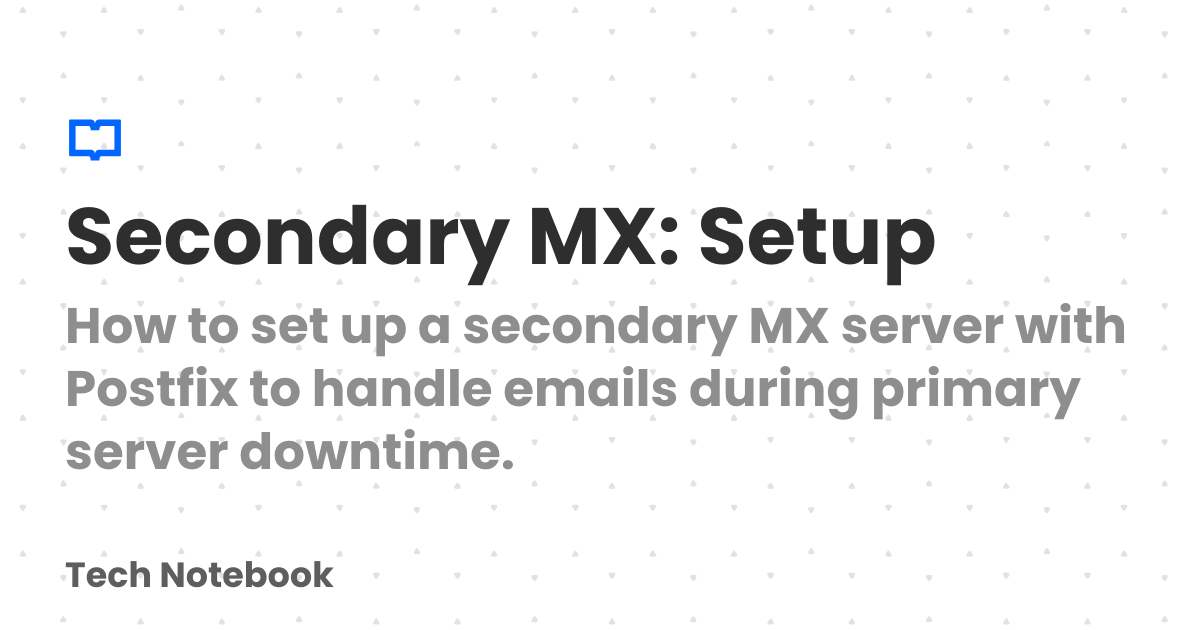 Secondary MX: Setup
How to set up a secondary MX server with
Postfix to handle emails during primary
server downtime.
Tech Notebook